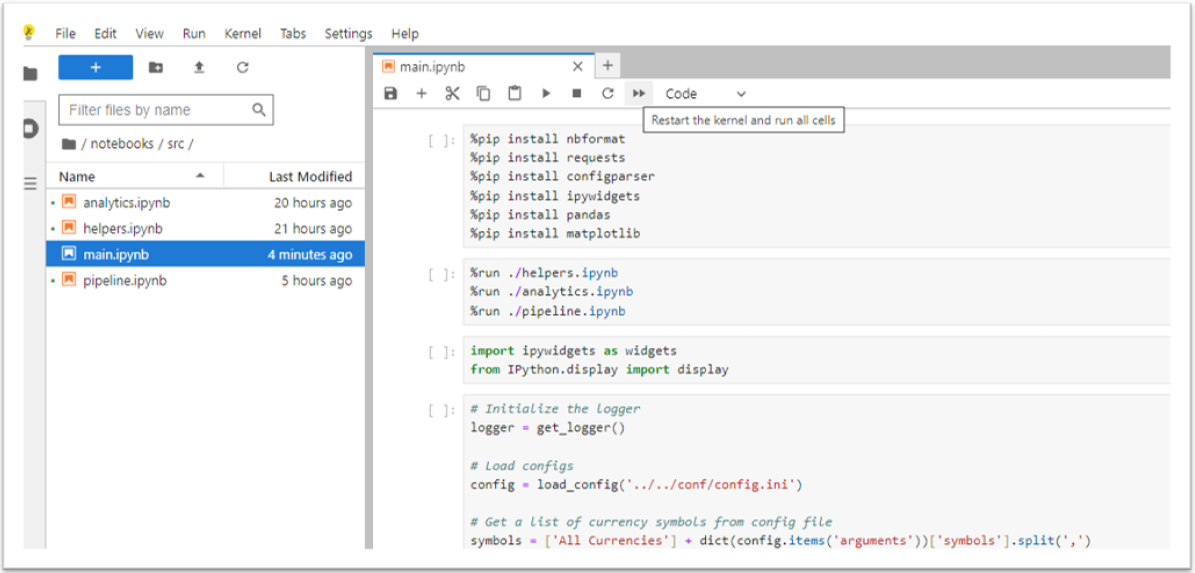 File Edit View Run Kernel Tabs Settings Help
+
Filter files by name
/ notebooks / src /
Name Last Modified
analytics.ipynb 20 hours ago
helpers.ipynb 21 hours ago
main.ipynb 4 minutes ago
pipeline.ipynb 5 hours ago
main.ipynb × +
+ Code
Restart the kernel and run all cells
[ ]: %pip install nbformat
%pip install requests
%pip install configparser
%pip install ipywidgets
%pip install pandas
%pip install matplotlib
[ ]: %run ./helpers.ipynb
%run ./analytics.ipynb
%run ./pipeline.ipynb
[ ]: import ipywidgets as widgets
from IPython.display import display
[ ]: # Initialize the logger
logger = get_logger()
# Load configs
config = load_config('../../conf/config.ini')
# Get a list of currency symbols from config file
symbols = ['All Currencies'] + dict(config.items('arguments'))['symbols'].split(',')